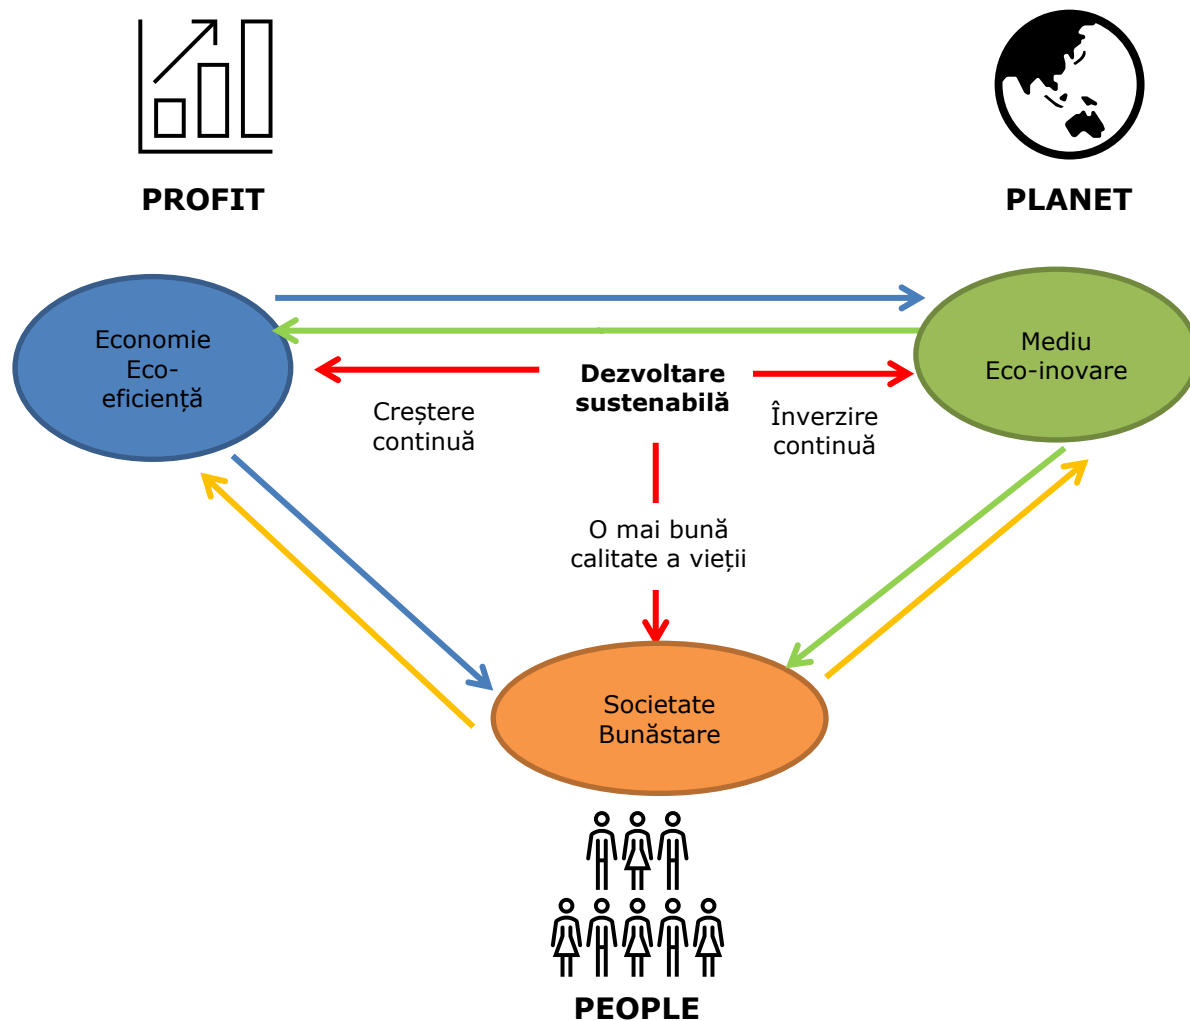 PROFIT
PLANET
Economie
Eco-
eficiență
Mediu
Eco-inovare
Dezvoltare
sustenabilă
Creștere
continuă
Înverzire
continuă
O mai bună
calitate a vieții
Societate
Bunăstare
PEOPLE